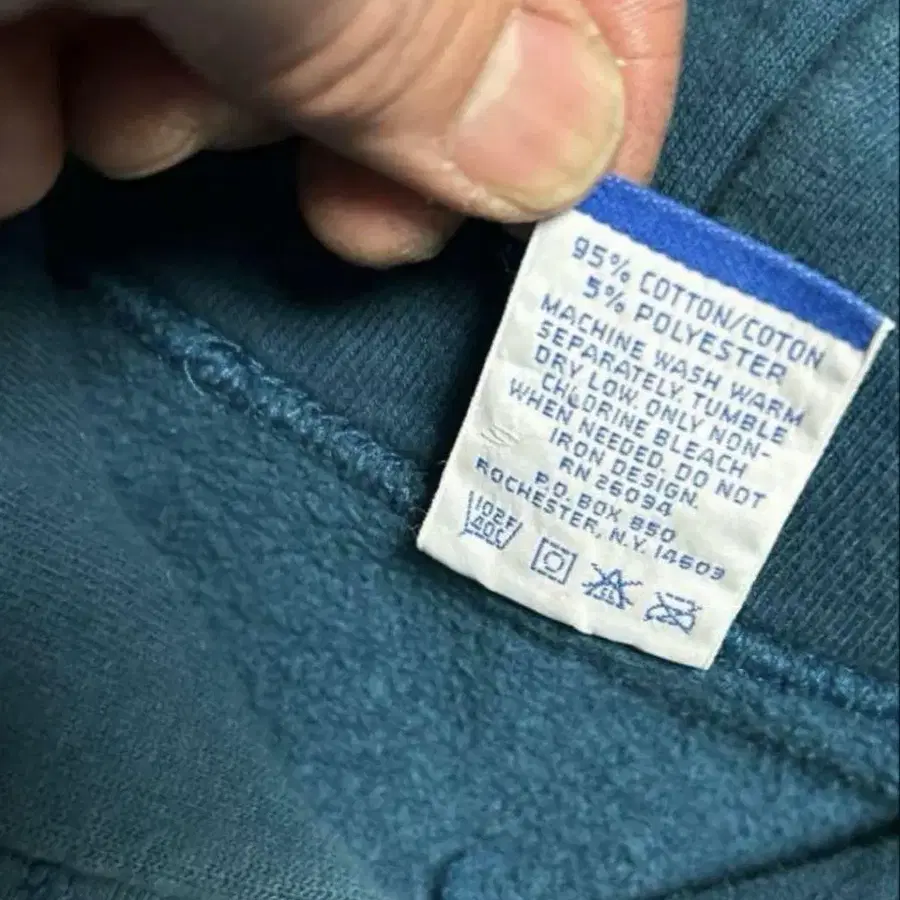 95% COTTON/COTON
5% POLYESTER
MACHINE WASH WARM
SEPARATELY. TUMBLE
DRY LOW. ONLY NON-
CHLORINE BLEACH
WHEN NEEDED. DO NOT
IRON DESIGN.
RN 26094
P.O. BOX 850
ROCHESTER, N.Y. 14603
102F
40C
CL